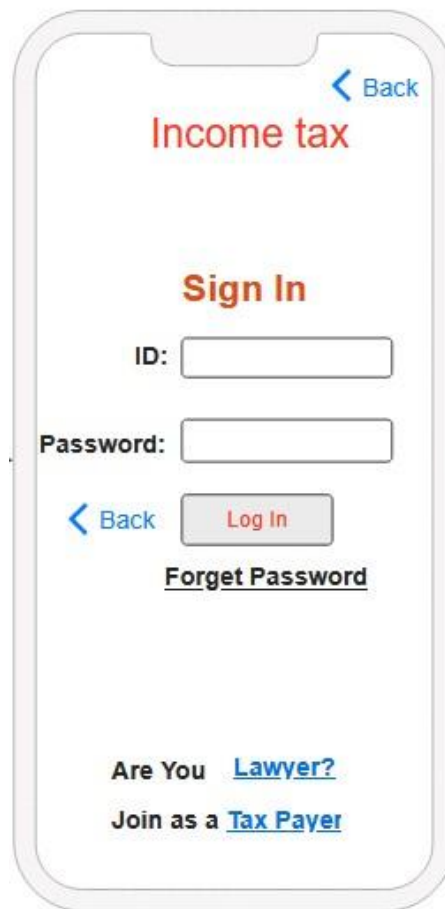 Back
Income tax
Sign In
ID:
Password:
Back Log In
Forget Password
Are You Lawyer?
Join as a Tax Payer